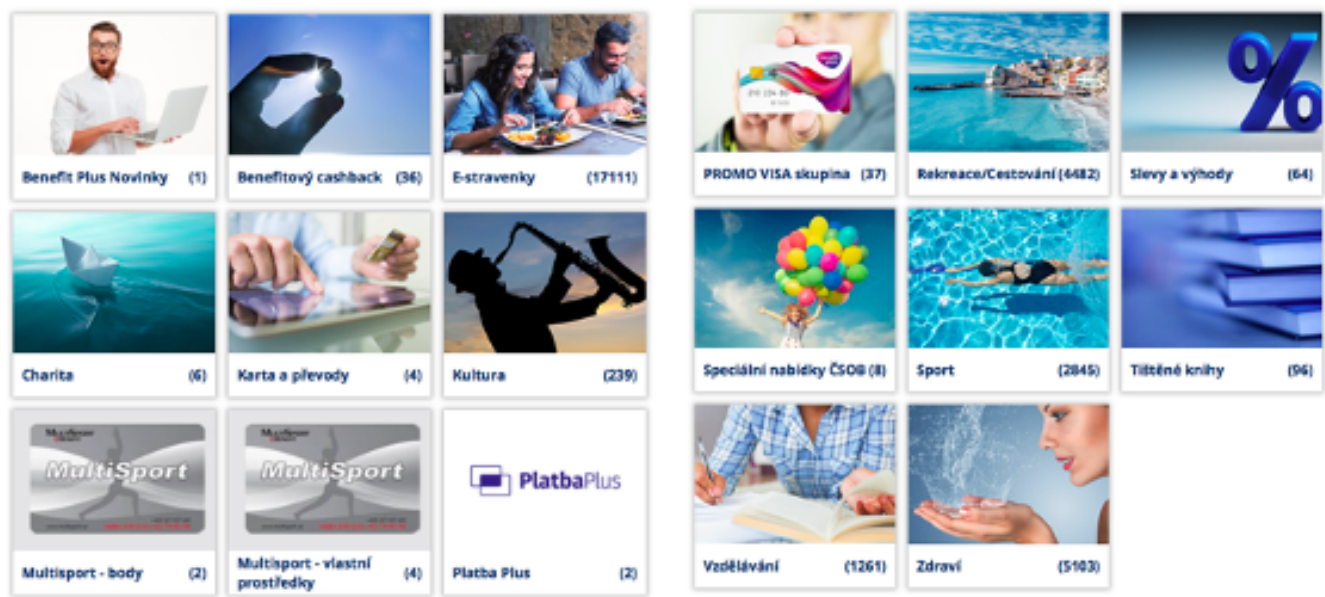 Benefit Plus Novinky (1)
Benefitový cashback (36)
E-stravenky (17111)
Charita (6)
Karta a převody (4)
Kultura (239)
MultiSport
MultiSport
PlatbaPlus
Multisport - body (2)
Multisport - vlastní
prostředky (4)
Platba Plus (2)
PROMO VISA skupina (37)
Rekreace/Cestování (4482)
%
Slevy a výhody (64)
Speciální nabídky ČSOB (8)
Sport (2845)
Tištěné knihy (96)
Vzdělávání (1261)
Zdraví (5103)